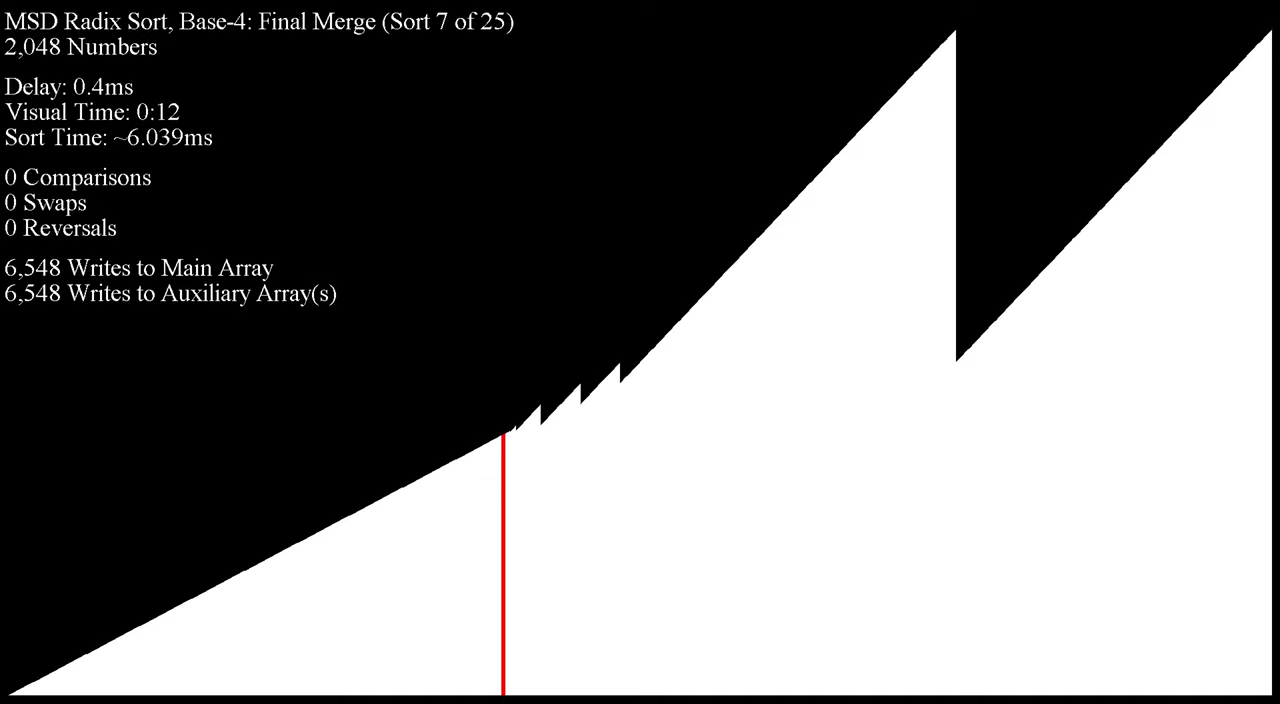 MSD Radix Sort, Base-4: Final Merge (Sort 7 of 25)
2,048 Numbers
Delay: 0.4ms
Visual Time: 0:12
Sort Time: ~6.039ms
0 Comparisons
0 Swaps
0 Reversals
6,548 Writes to Main Array
6,548 Writes to Auxiliary Array(s)